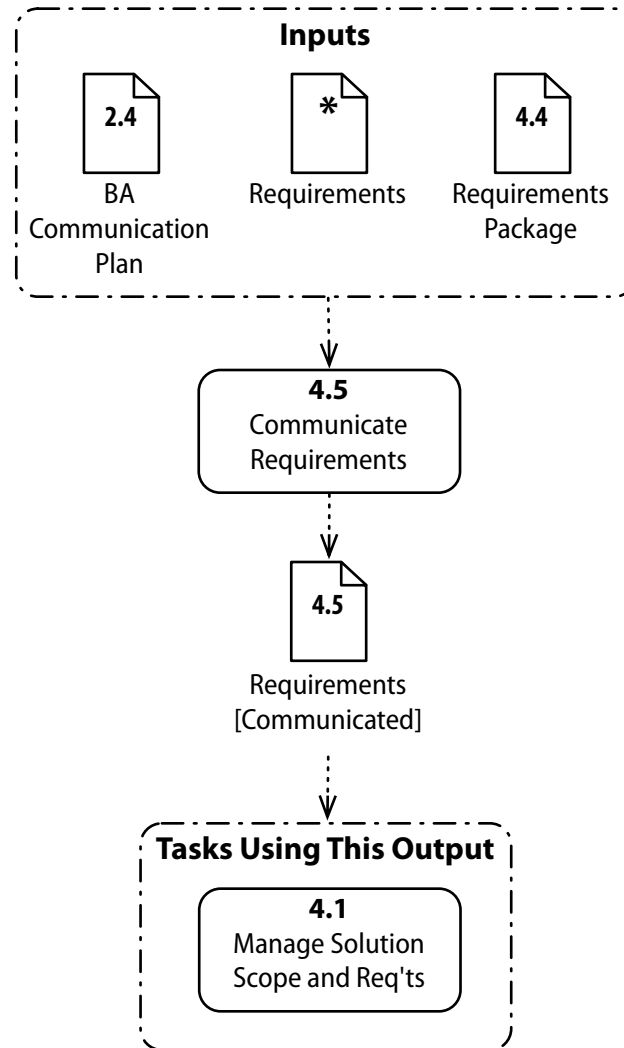 Inputs
2.4
*
4.4
BA
Communication
Plan
Requirements
Requirements
Package
4.5
Communicate
Requirements
4.5
Requirements
[Communicated]
Tasks Using This Output
4.1
Manage Solution
Scope and Req'ts